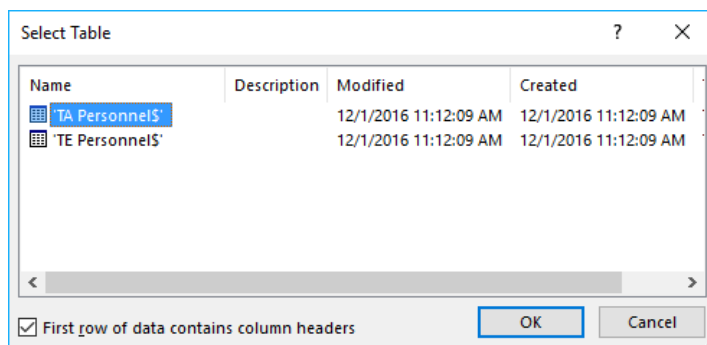 Select Table ? X
Name Description Modified Created
'TA Personnel$' 12/1/2016 11:12:09 AM 12/1/2016 11:12:09 AM
'TE Personnel$' 12/1/2016 11:12:09 AM 12/1/2016 11:12:09 AM
First row of data contains column headers OK Cancel